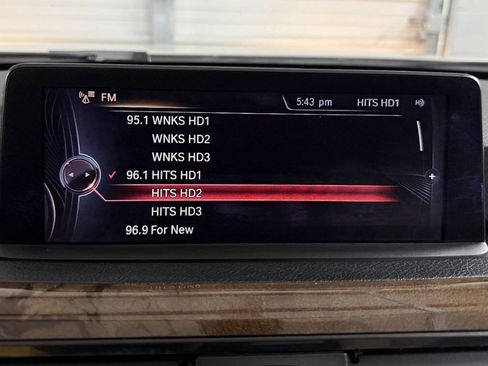 FM
5:43 pm HITS HD1
95.1 WNKS HD1
WNKS HD2
WNKS HD3
✓ 96.1 HITS HD1
HITS HD2
HITS HD3
96.9 For New